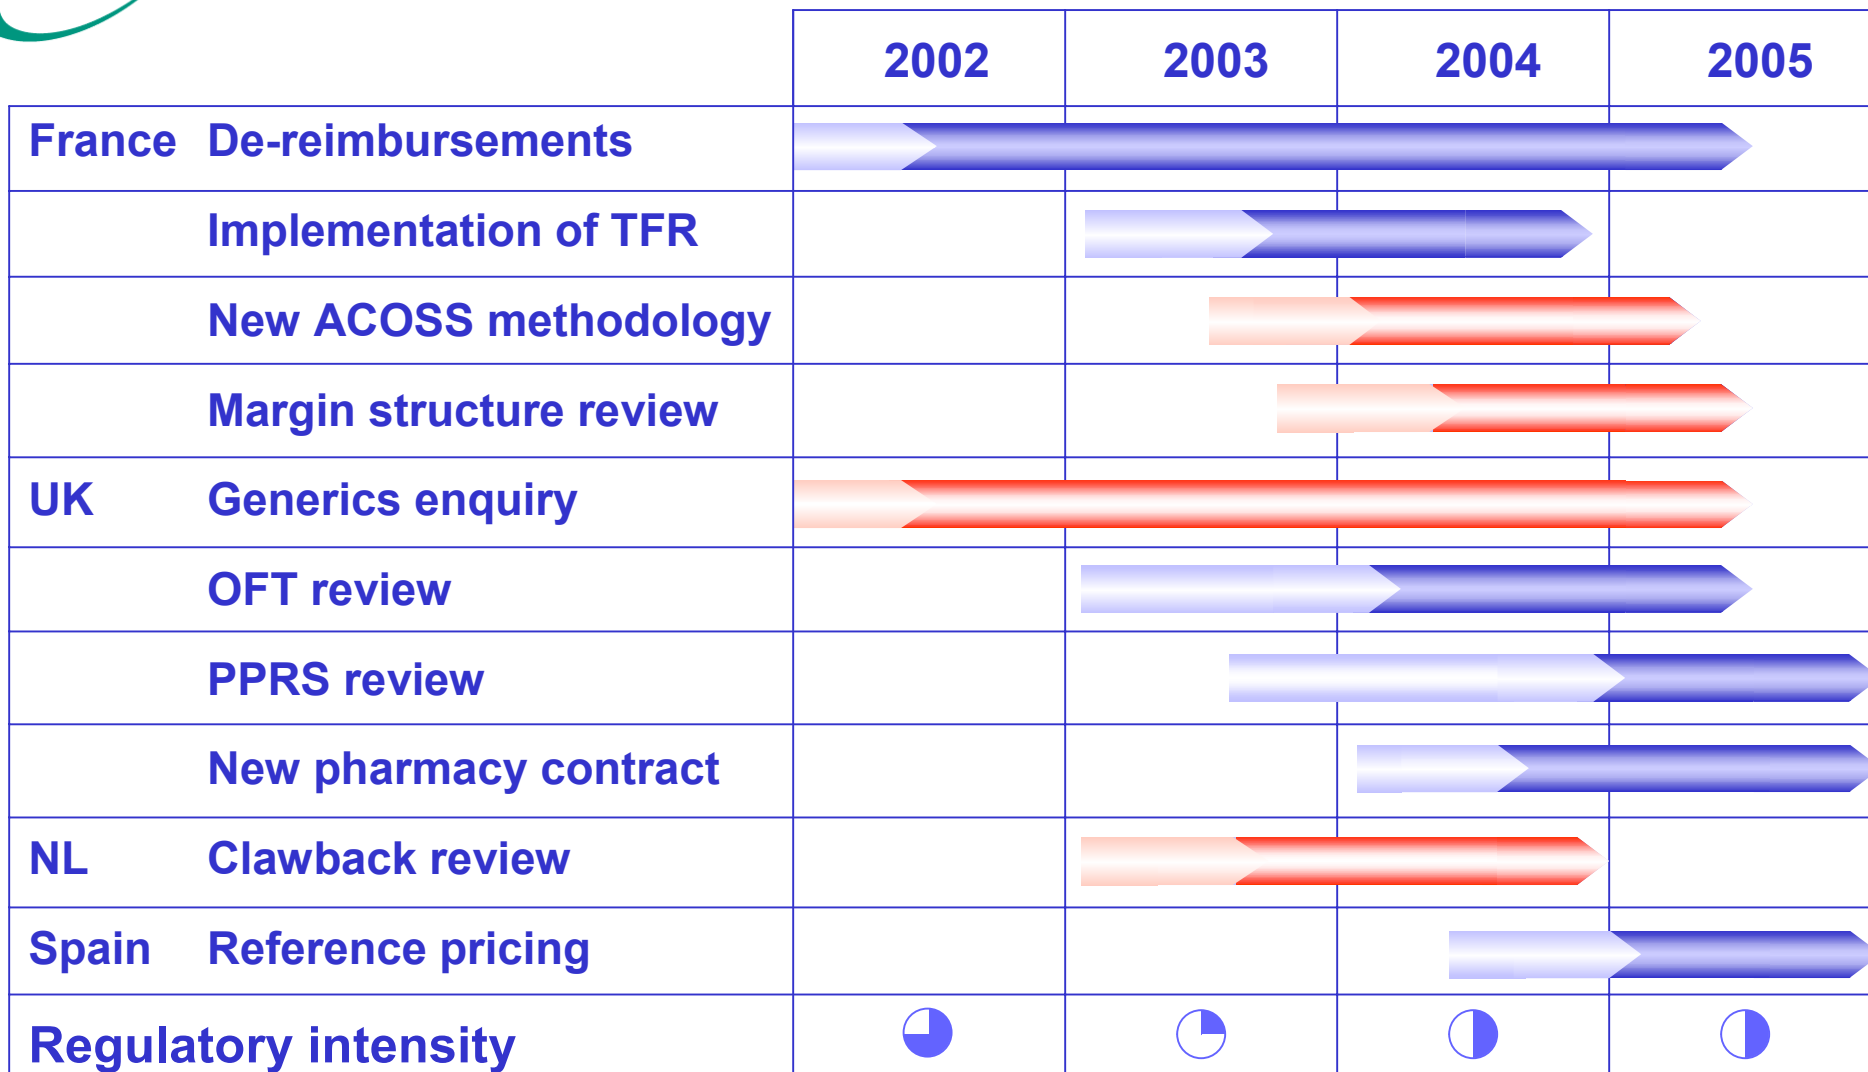 2002 2003 2004 2005
France De-reimbursements
Implementation of TFR
New ACOSS methodology
Margin structure review
UK Generics enquiry
OFT review
PPRS review
New pharmacy contract
NL Clawback review
Spain Reference pricing
Regulatory intensity